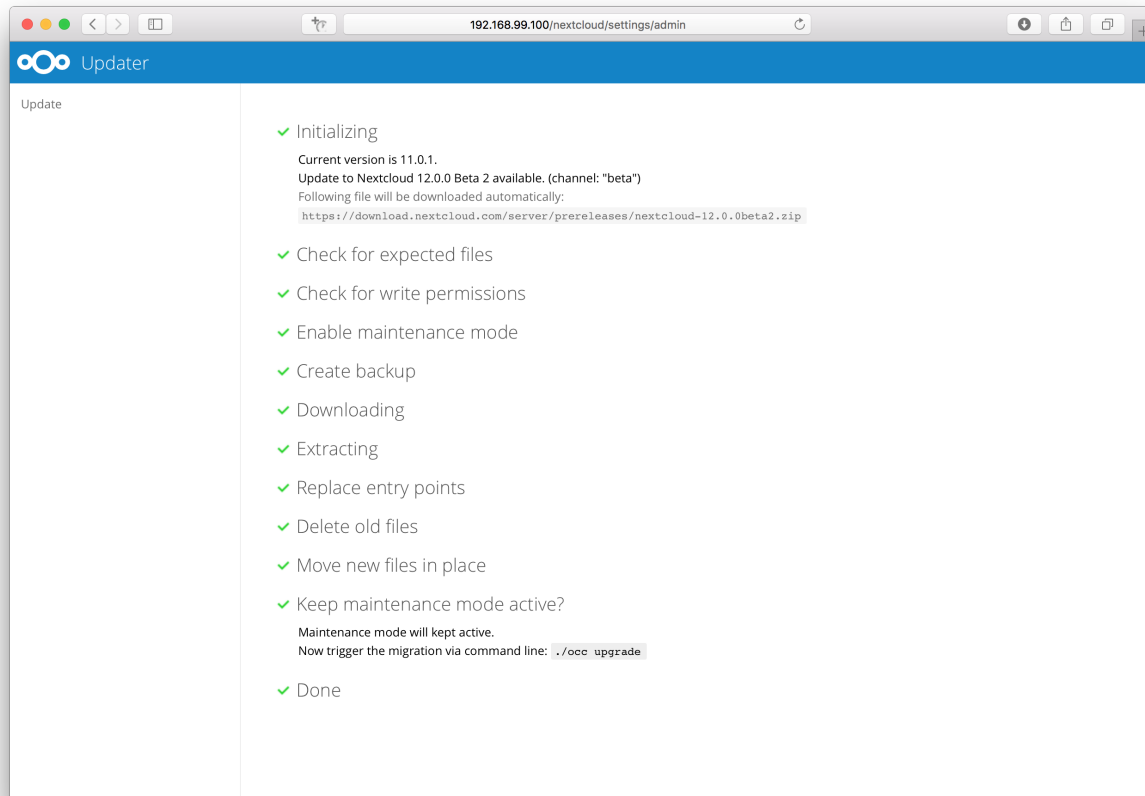 192.168.99.100/nextcloud/settings/admin
Updater
Update
Initializing
Current version is 11.0.1.
Update to Nextcloud 12.0.0 Beta 2 available. (channel: "beta")
Following file will be downloaded automatically:
https://download.nextcloud.com/server/prereleases/nextcloud-12.0.0beta2.zip
Check for expected files
Check for write permissions
Enable maintenance mode
Create backup
Downloading
Extracting
Replace entry points
Delete old files
Move new files in place
Keep maintenance mode active?
Maintenance mode will kept active.
Now trigger the migration via command line: ./occ upgrade
Done